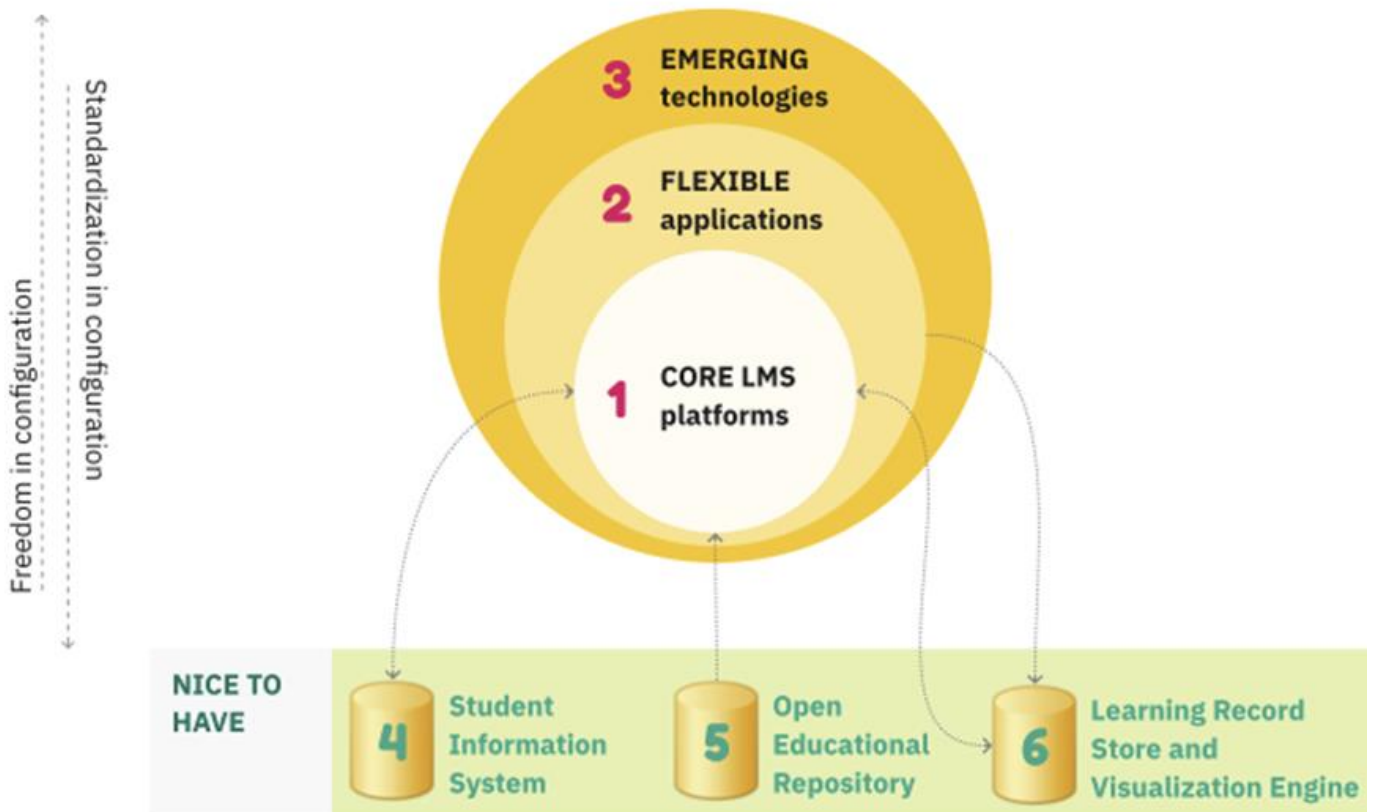 Freedom in configuration
Standardization in configuration
3
EMERGING
technologies
2
FLEXIBLE
applications
1
CORE LMS
platforms
NICE TO
HAVE
4
Student
Information
System
5
Open
Educational
Repository
6
Learning Record
Store and
Visualization Engine